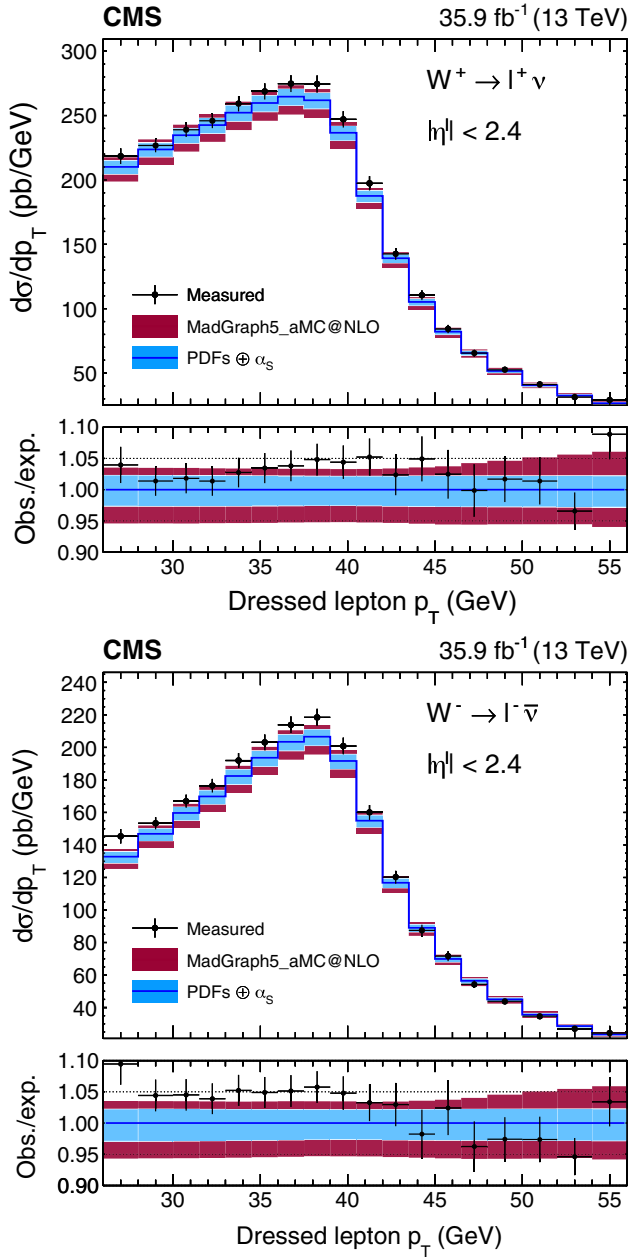 CMS 35.9 fb⁻¹ (13 TeV)
300
250
200
150
100
50
dσ/dp_T (pb/GeV)
W⁺ → l⁺ ν
|η^l| < 2.4
Measured
MadGraph5_aMC@NLO
PDFs ⊕ α_S
1.10
1.05
1.00
0.95
0.90
Obs./exp.
30 35 40 45 50 55
Dressed lepton p_T (GeV)
CMS 35.9 fb⁻¹ (13 TeV)
240
220
200
180
160
140
120
100
80
60
40
dσ/dp_T (pb/GeV)
W⁻ → l⁻ ν̄
|η^l| < 2.4
Measured
MadGraph5_aMC@NLO
PDFs ⊕ α_S
1.10
1.05
1.00
0.95
0.90
0.90
Obs./exp.
30 35 40 45 50 55
Dressed lepton p_T (GeV)